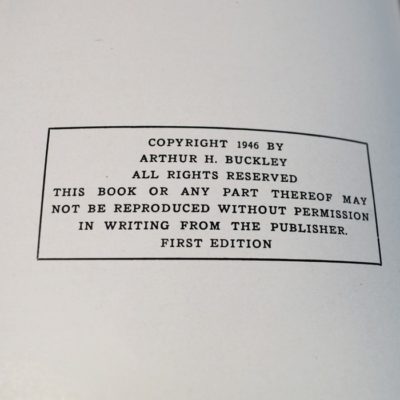 COPYRIGHT 1946 BY
ARTHUR H. BUCKLEY
ALL RIGHTS RESERVED
THIS BOOK OR ANY PART THEREOF MAY
NOT BE REPRODUCED WITHOUT PERMISSION
IN WRITING FROM THE PUBLISHER.
FIRST EDITION